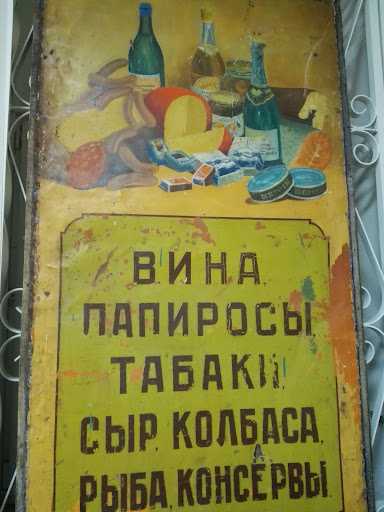 ВИНА,
ПАПИРОСЫ
ТАБАКИ,
СЫР, КОЛБАСА,
РЫБА, КОНСЕРВЫ